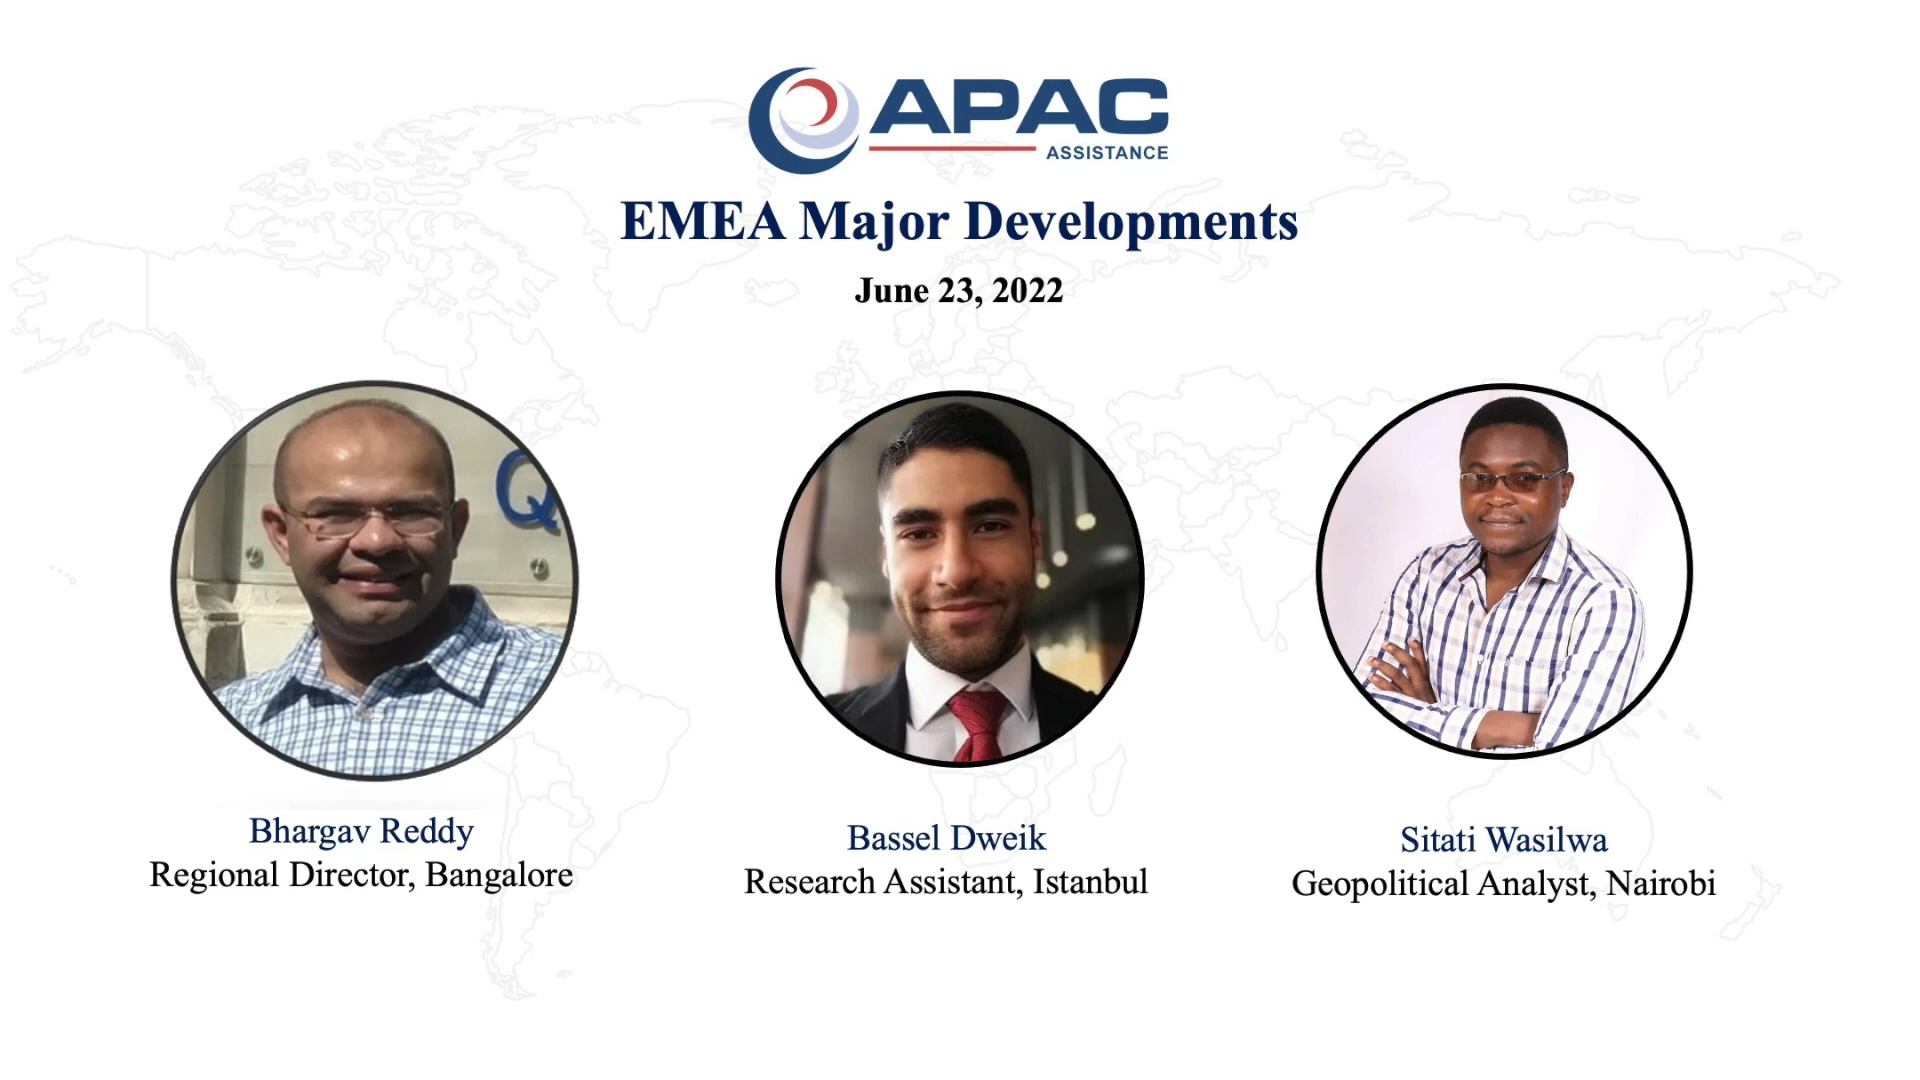 APAC
ASSISTANCE
EMEA Major Developments
June 23, 2022
Q
Bhargav Reddy
Regional Director, Bangalore
Bassel Dweik
Research Assistant, Istanbul
Sitati Wasilwa
Geopolitical Analyst, Nairobi